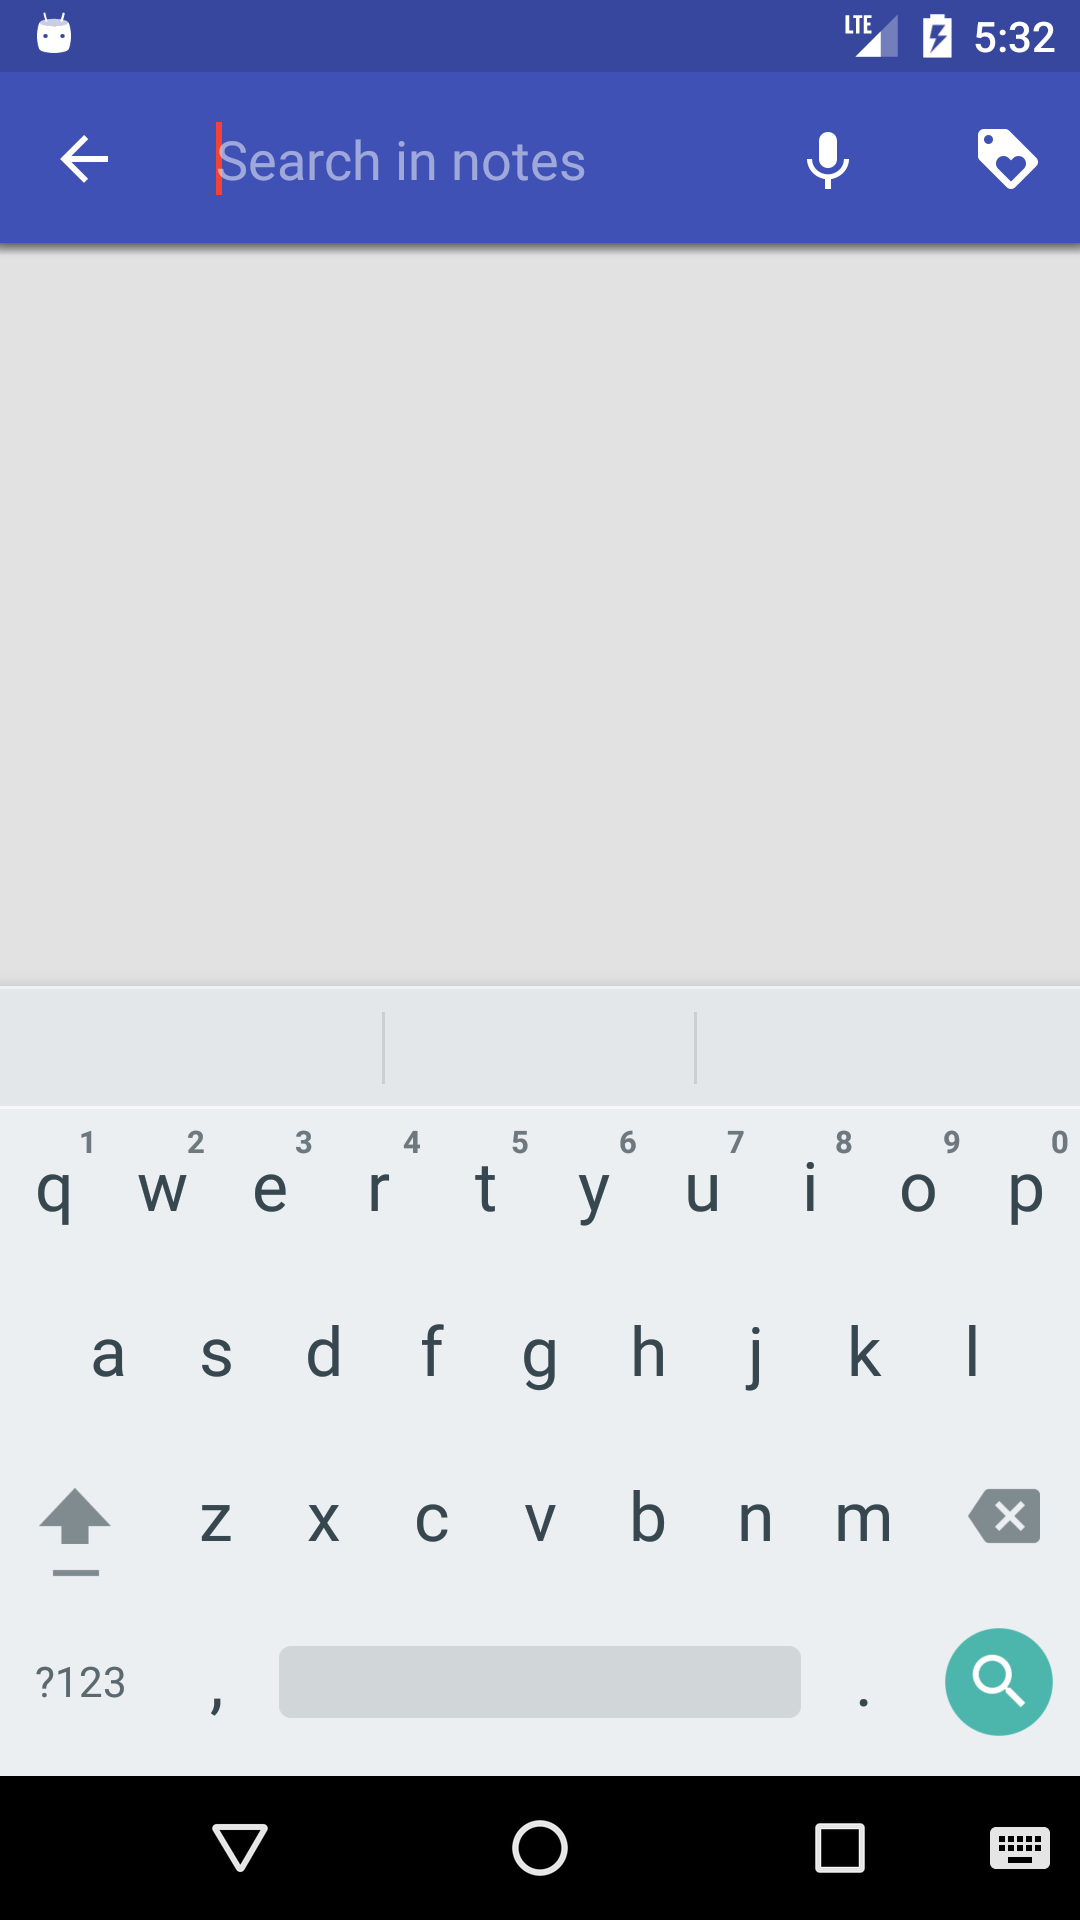 LTE 5:32
Search in notes
1 2 3 4 5 6 7 8 9 0
q w e r t y u i o p
a s d f g h j k l
z x c v b n m
?123 , .